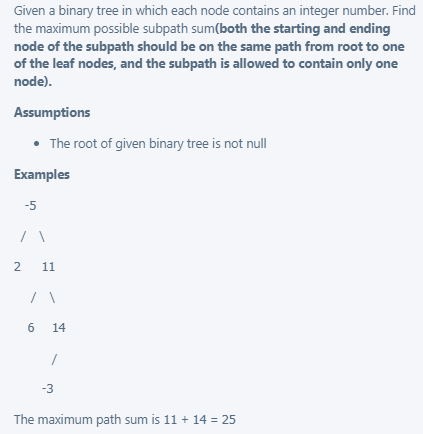 Given a binary tree in which each node contains an integer number. Find
the maximum possible subpath sum(both the starting and ending
node of the subpath should be on the same path from root to one
of the leaf nodes, and the subpath is allowed to contain only one
node).
Assumptions
• The root of given binary tree is not null
Examples
-5
/ \
2 11
/ \
6 14
/
-3
The maximum path sum is 11 + 14 = 25